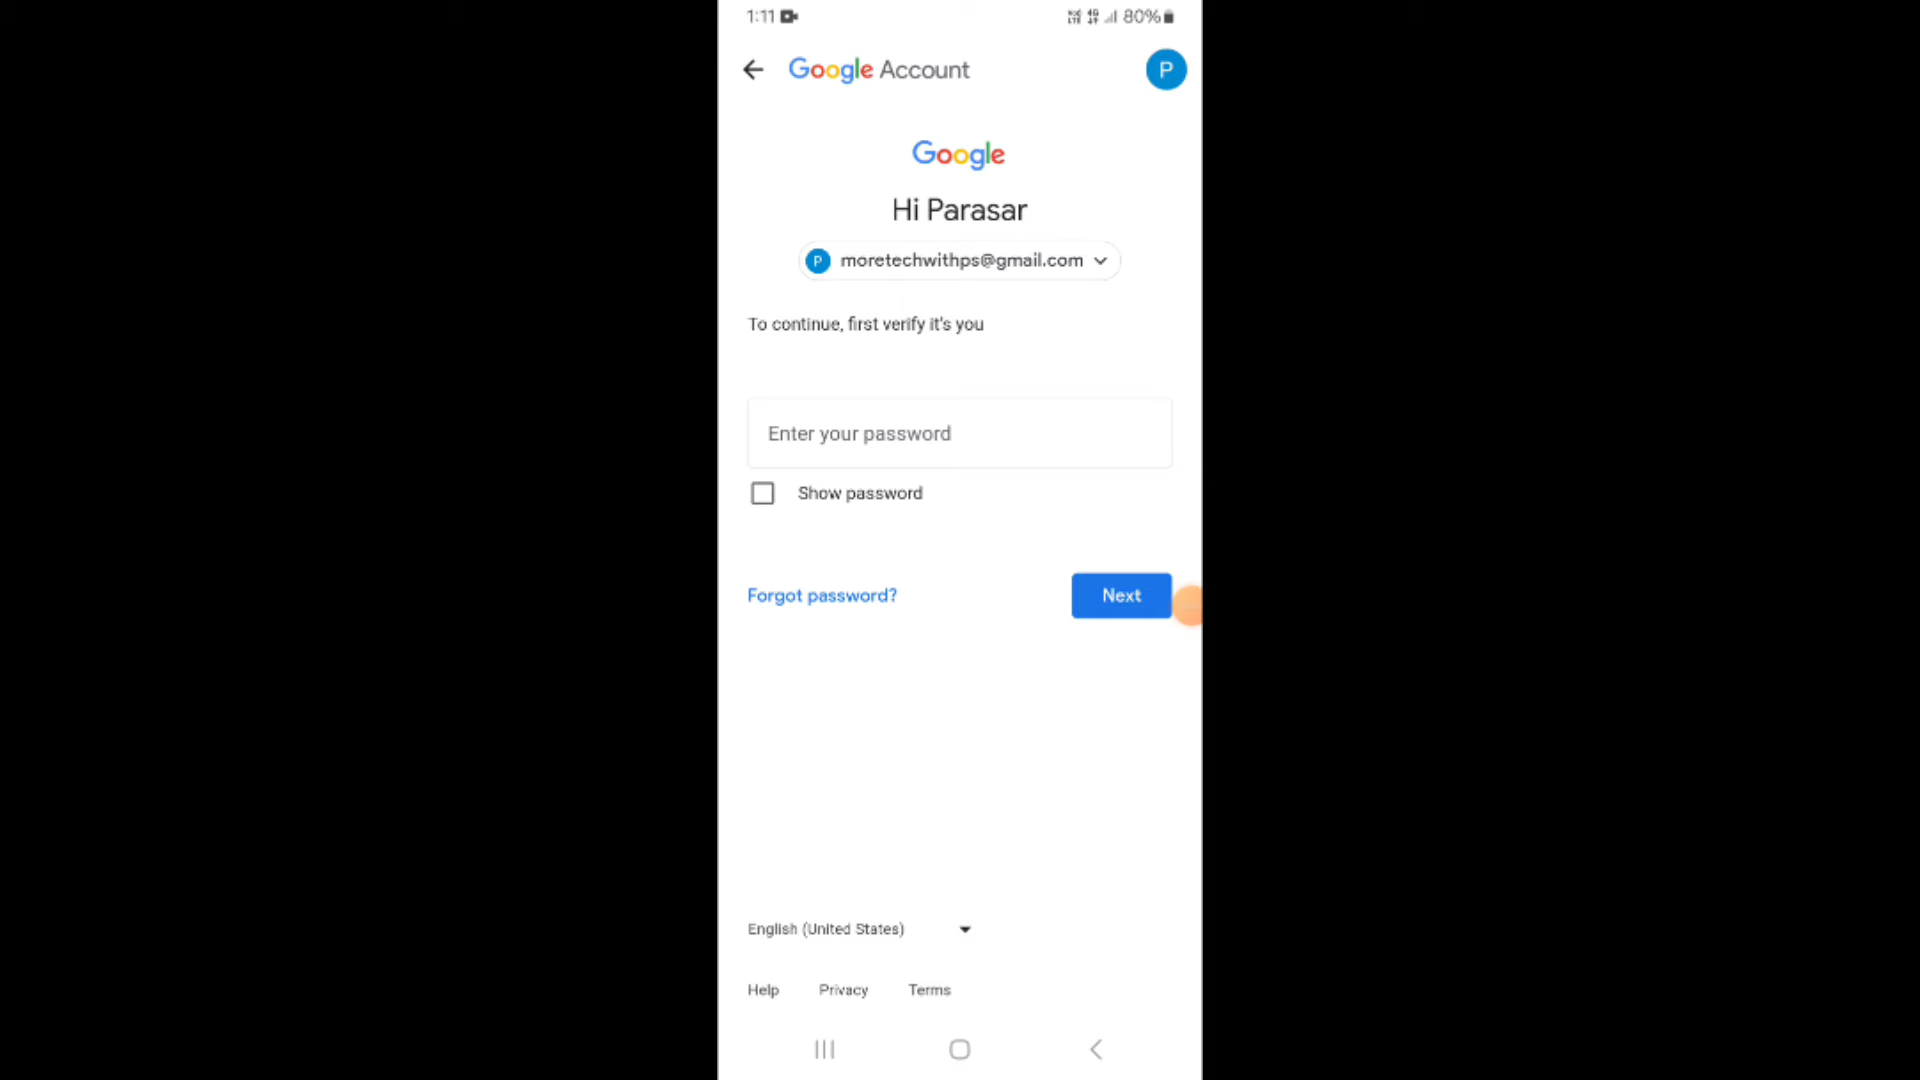 1:11 80%
Google Account P
Google
Hi Parasar
P moretechwithps@gmail.com
To continue, first verify it's you
Enter your password
Show password
Forgot password? Next
English (United States)
Help Privacy Terms